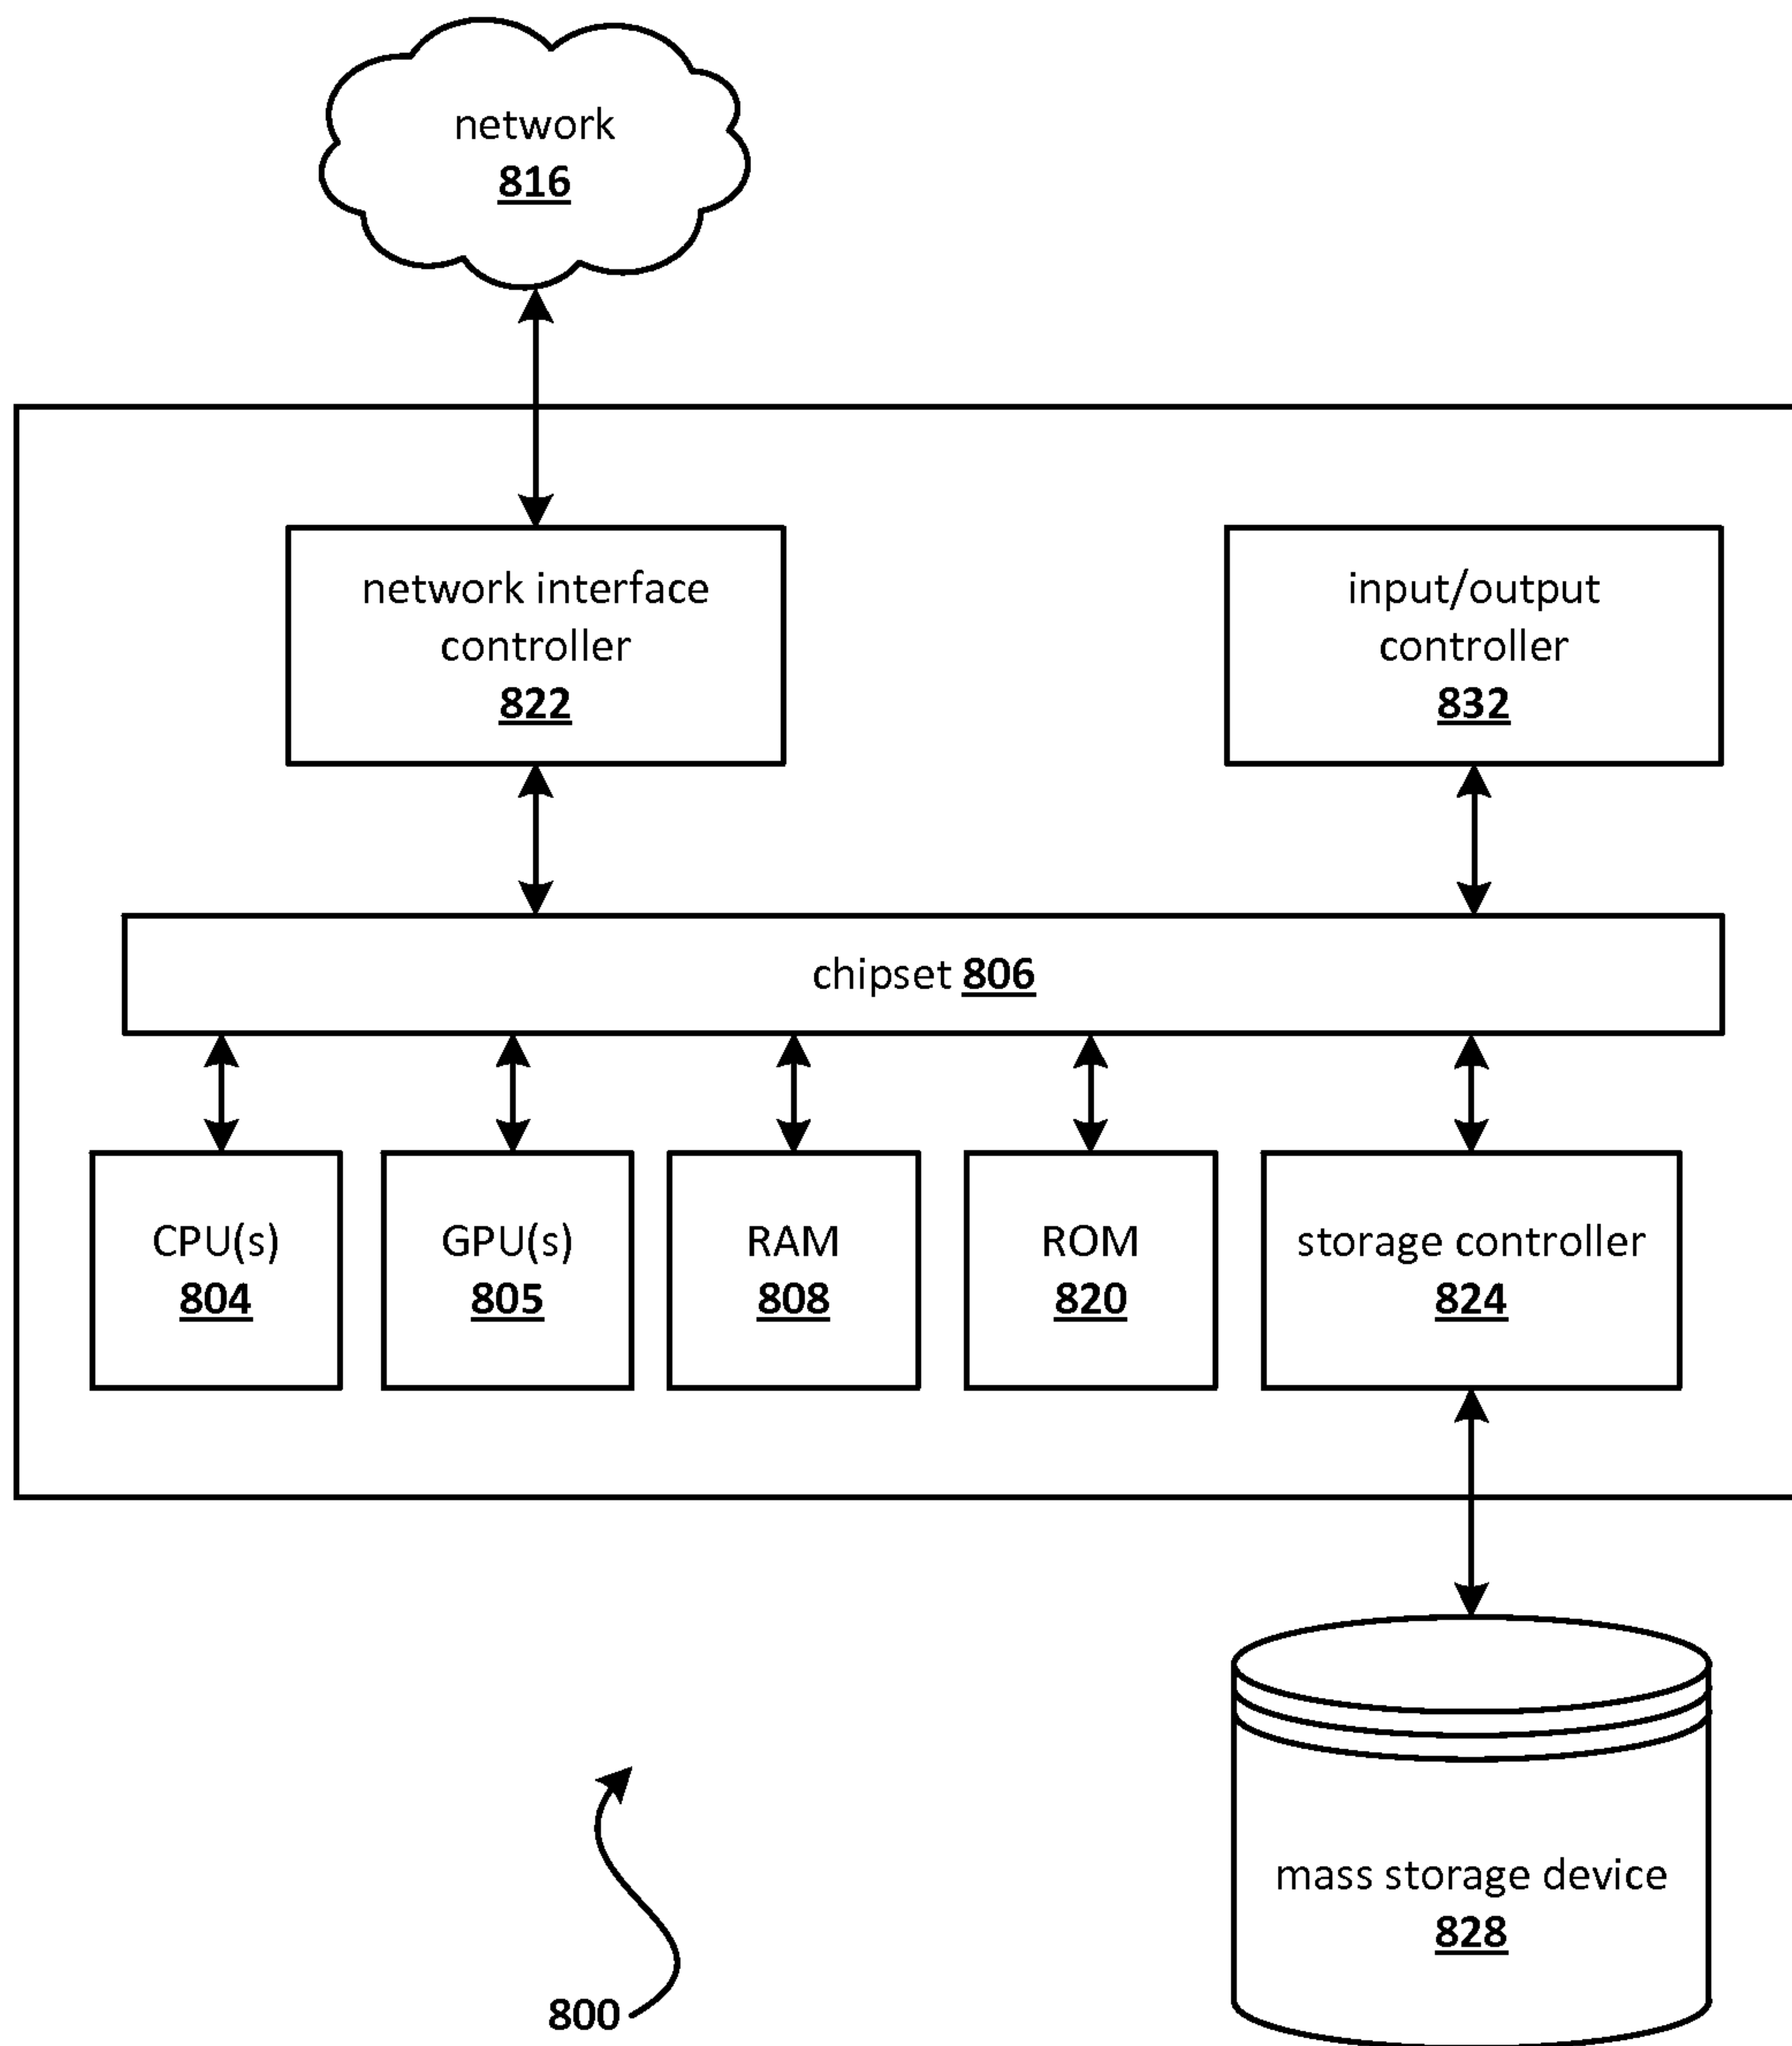 network
816
network interface
controller
822
input/output
controller
832
chipset 806
CPU(s)
804
GPU(s)
805
RAM
808
ROM
820
storage controller
824
mass storage device
828
800